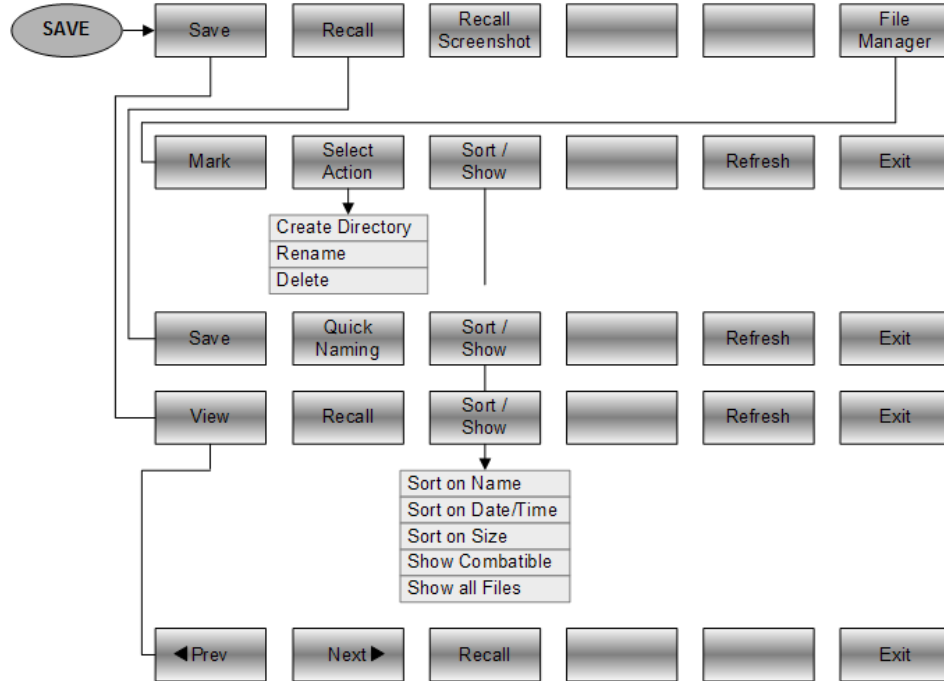 SAVE
Save
Recall
Recall
Screenshot
File
Manager
Mark
Select
Action
Sort /
Show
Refresh
Exit
Create Directory
Rename
Delete
Save
Quick
Naming
Sort /
Show
Refresh
Exit
View
Recall
Sort /
Show
Refresh
Exit
Sort on Name
Sort on Date/Time
Sort on Size
Show Combatible
Show all Files
◀Prev
Next▶
Recall
Exit